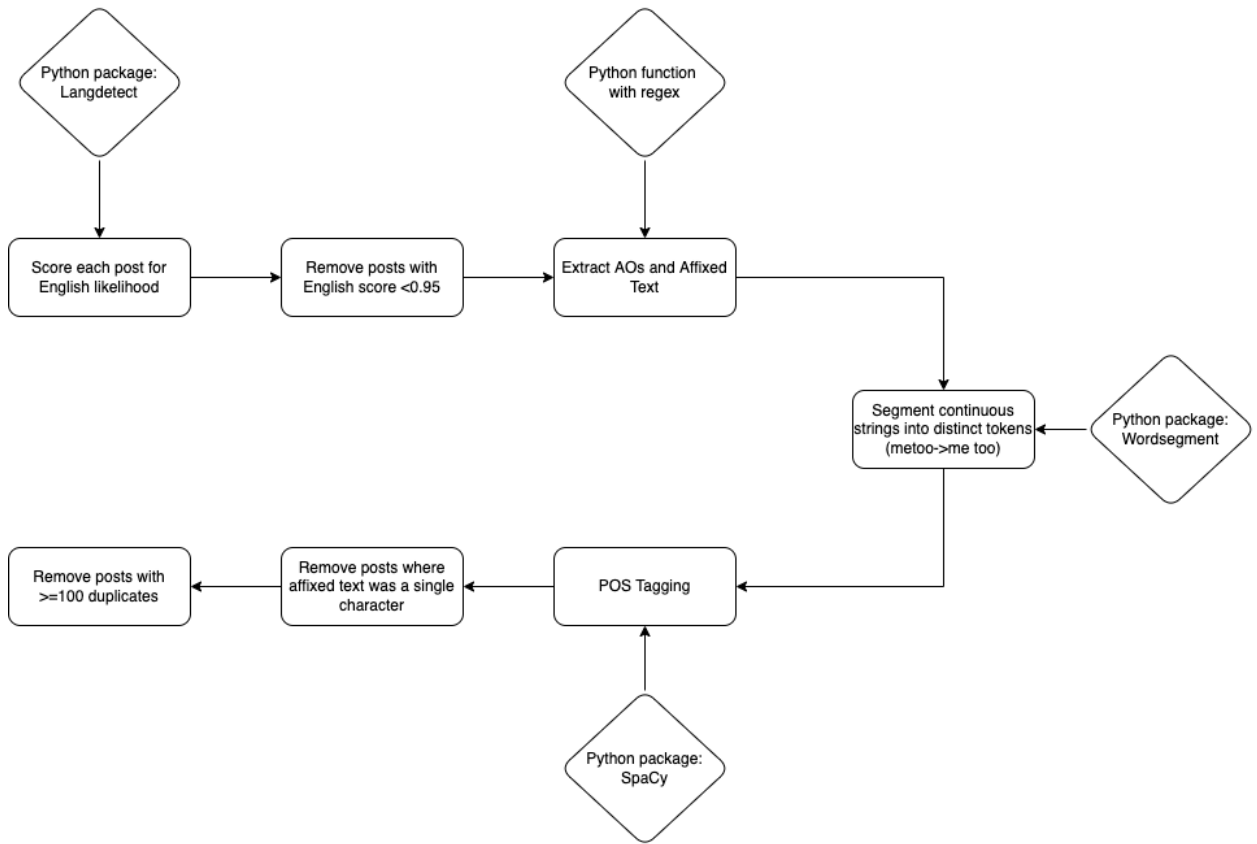 Python package:
Langdetect
Python function
with regex
Score each post for
English likelihood
Remove posts with
English score <0.95
Extract AOs and Affixed
Text
Segment continuous
strings into distinct tokens
(metoo->me too)
Python package:
Wordsegment
POS Tagging
Remove posts where
affixed text was a single
character
Remove posts with
>=100 duplicates
Python package:
SpaCy